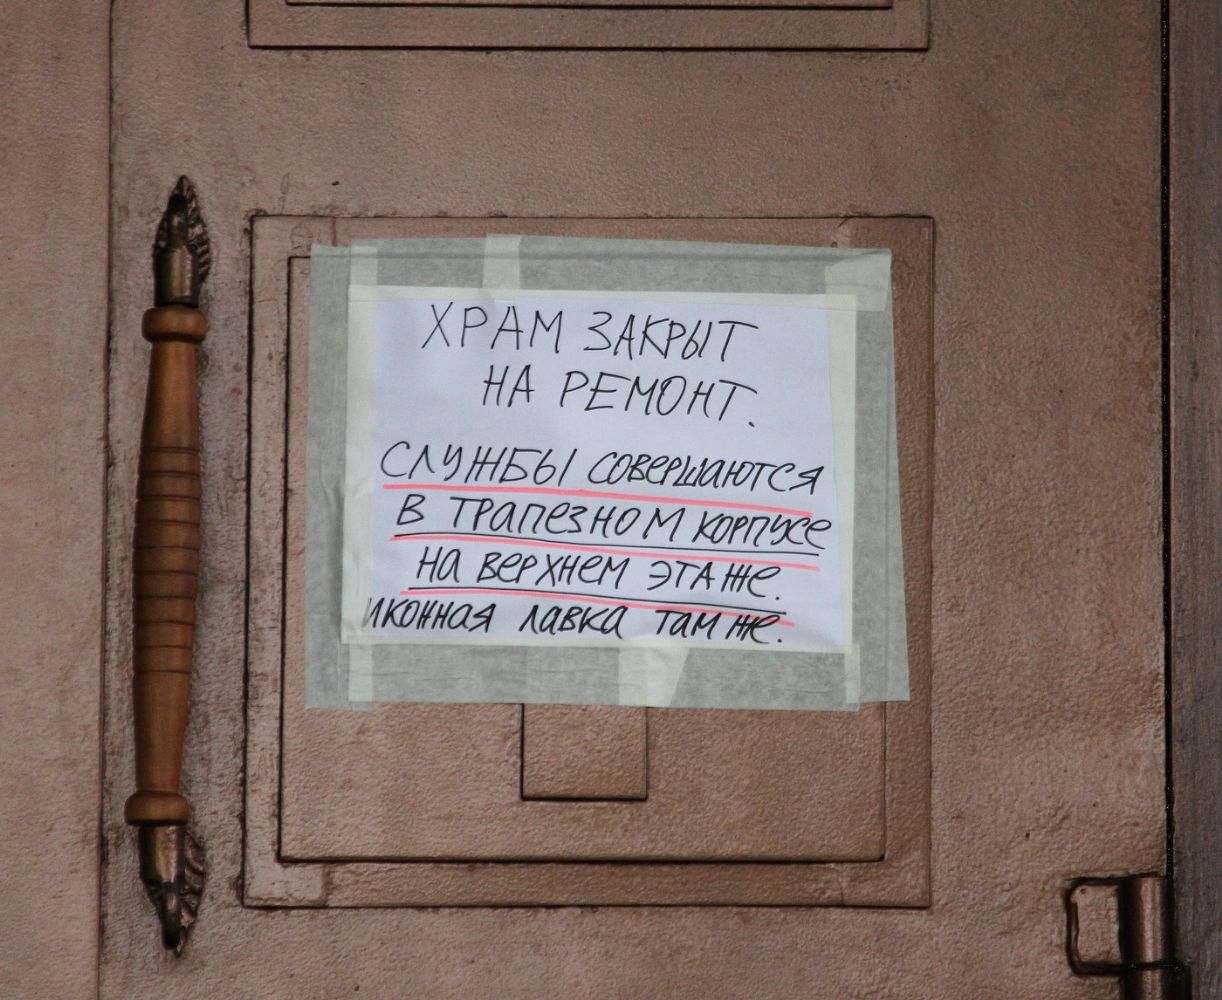 ХРАМ ЗАКРЫТ
НА РЕМОНТ.
СЛУЖБЫ СОВЕРШАЮТСЯ
В ТРАПЕЗНОМ КОРПУСЕ
НА ВЕРХНЕМ ЭТАЖЕ.
ИКОННАЯ ЛАВКА ТАМ ЖЕ.